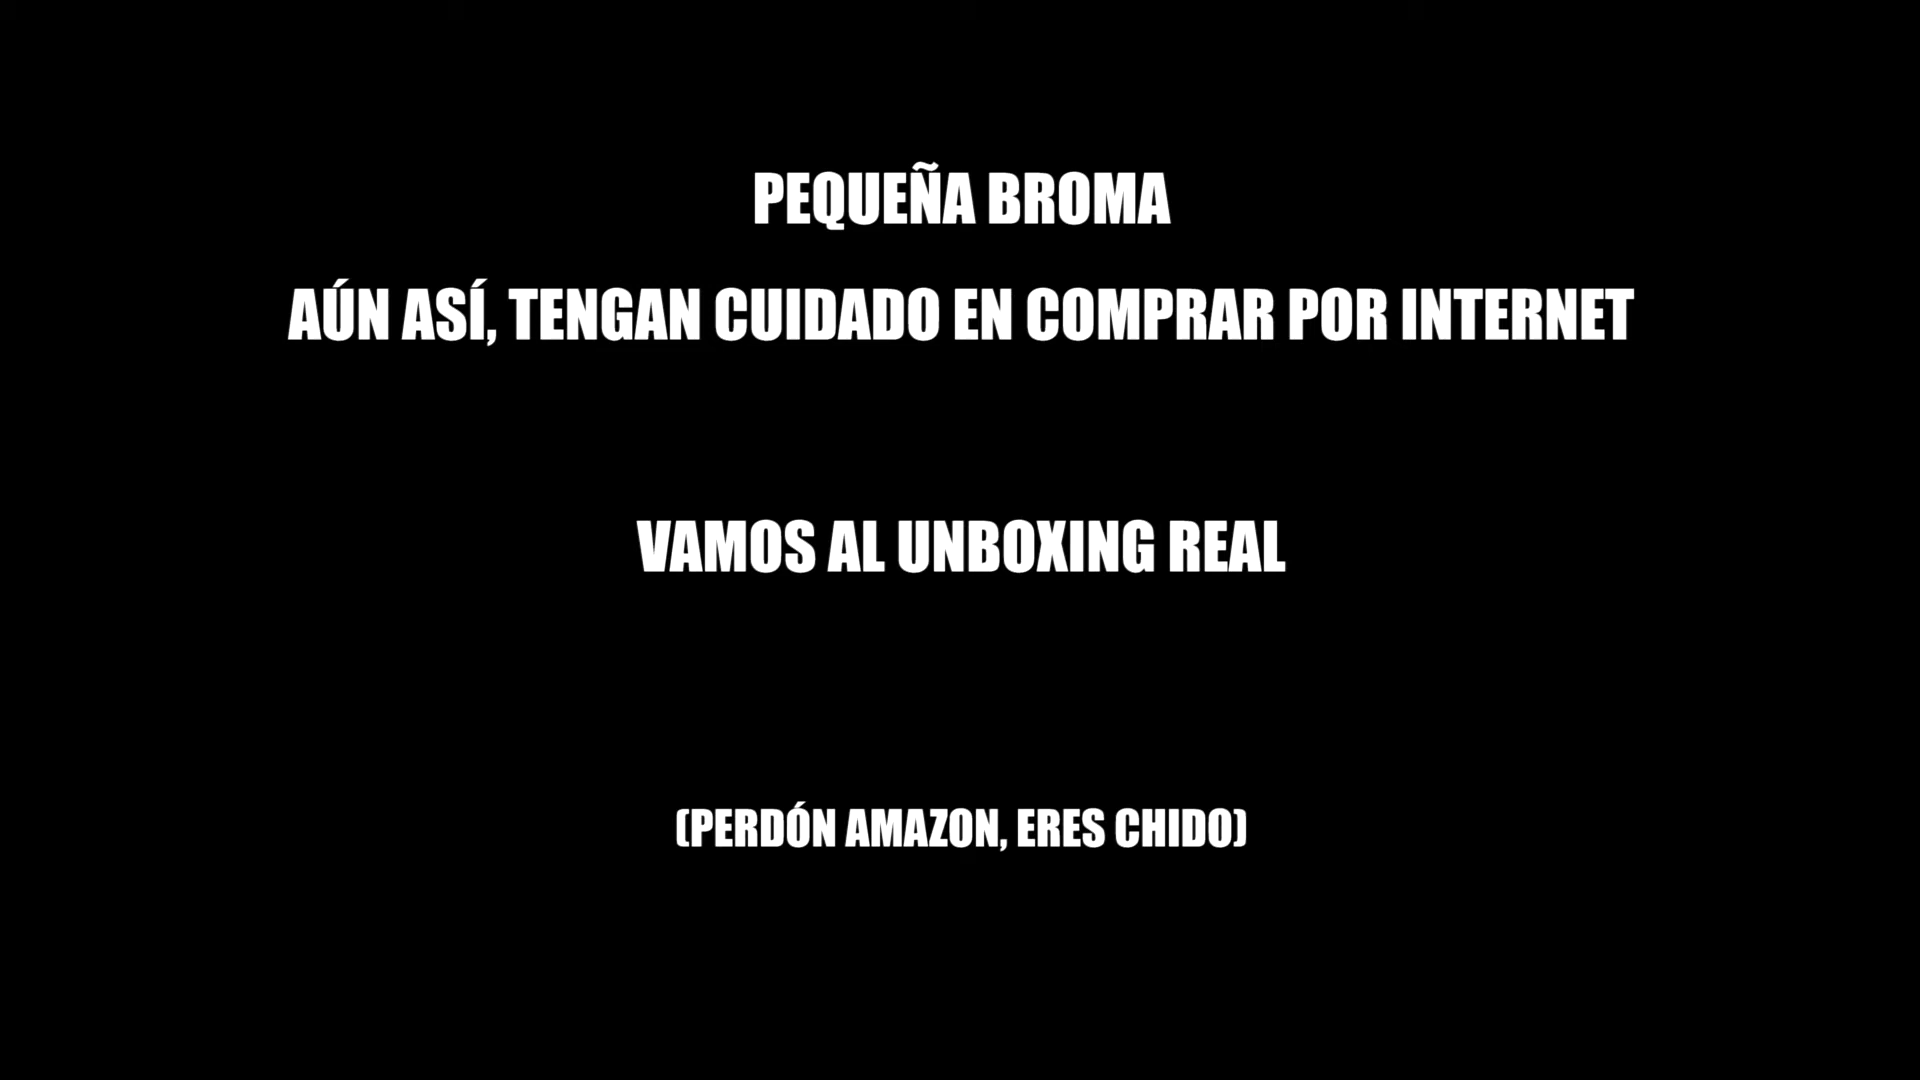 PEQUEÑA BROMA
AÚN ASÍ, TENGAN CUIDADO EN COMPRAR POR INTERNET
VAMOS AL UNBOXING REAL
(PERDÓN AMAZON, ERES CHIDO)